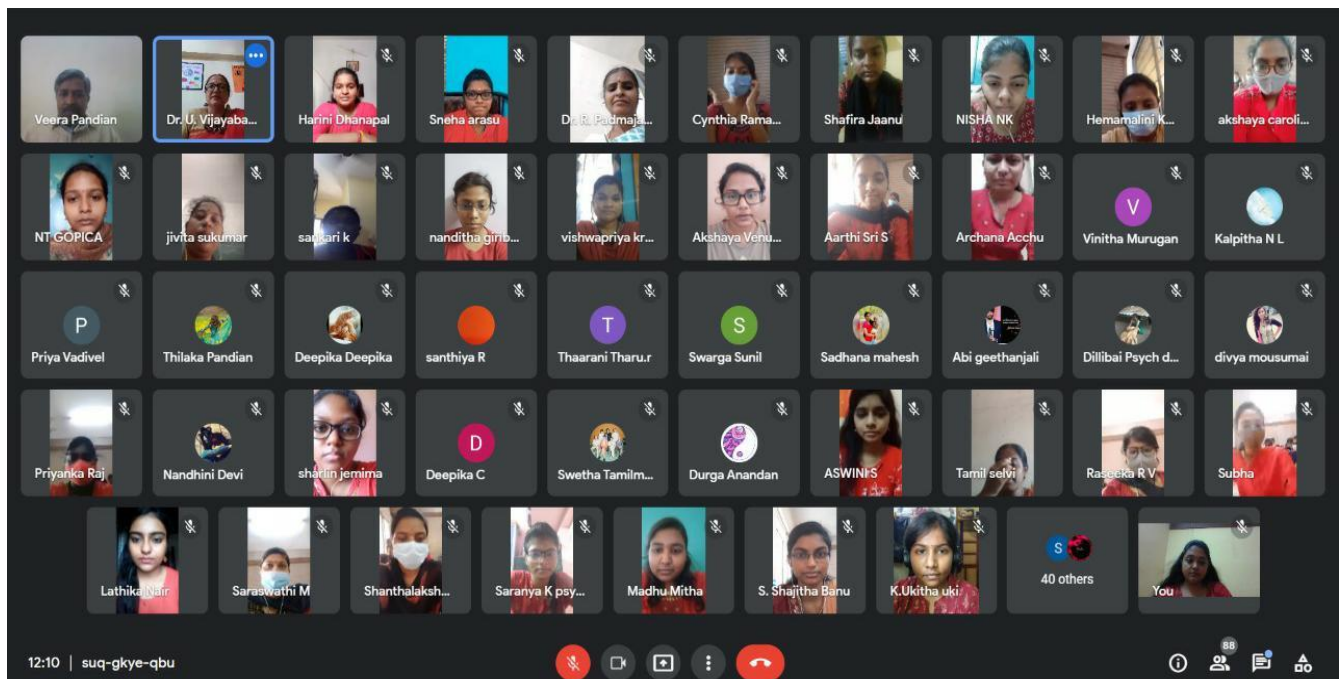 Veera Pandian
Dr. U. Vijayaba...
Harini Dhanapal
Sneha arasu
Dr. R. Padmaja...
Cynthia Rama...
Shafira Jaanu
NISHA NK
Hemamalini K...
akshaya caroli...
NT GOPICA
jivita sukumar
sankari k
nanditha girib...
vishwapriya kr...
Akshaya Venu...
Aarthi Sri S
Archana Acchu
V
Vinitha Murugan
Kalpitha N L
P
Priya Vadivel
Thilaka Pandian
Deepika Deepika
santhiya R
T
Thaarani Tharu.r
S
Swarga Sunil
Sadhana mahesh
Abi geethanjali
Dillibai Psych d...
divya mousumai
Priyanka Raj
Nandhini Devi
sharlin jemima
D
Deepika C
Swetha Tamilm...
Durga Anandan
ASWINI S
Tamil selvi
Raseeka R V
Subha
Lathika Nair
Saraswathi M
Shanthalaksh...
Saranya K psy...
Madhu Mitha
S. Shajitha Banu
K.Ukitha uki
S
40 others
You
12:10 | suq-gkye-qbu
88